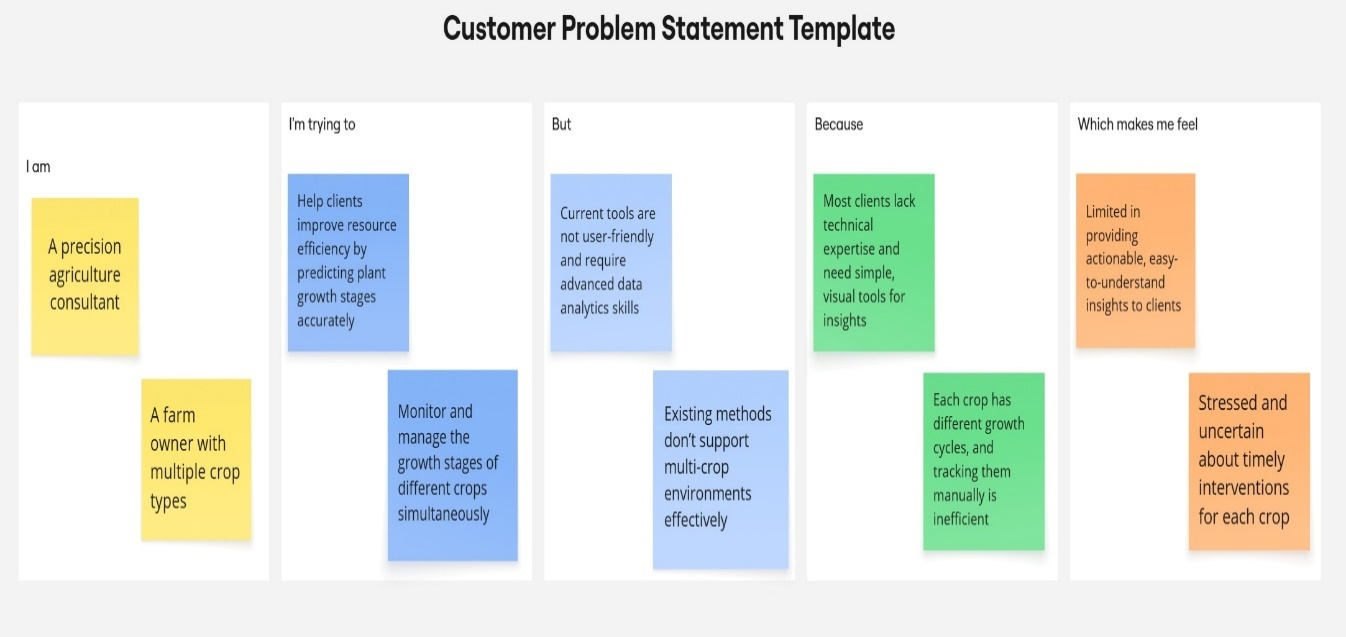 Customer Problem Statement Template
I am
A precision
agriculture
consultant
A farm
owner with
multiple crop
types
I'm trying to
Help clients
improve resource
efficiency by
predicting plant
growth stages
accurately
Monitor and
manage the
growth stages of
different crops
simultaneously
But
Current tools are
not user-friendly
and require
advanced data
analytics skills
Existing methods
don't support
multi-crop
environments
effectively
Because
Most clients lack
technical
expertise and
need simple,
visual tools for
insights
Each crop has
different growth
cycles, and
tracking them
manually is
inefficient
Which makes me feel
Limited in
providing
actionable, easy-
to-understand
insights to clients
Stressed and
uncertain
about timely
interventions
for each crop